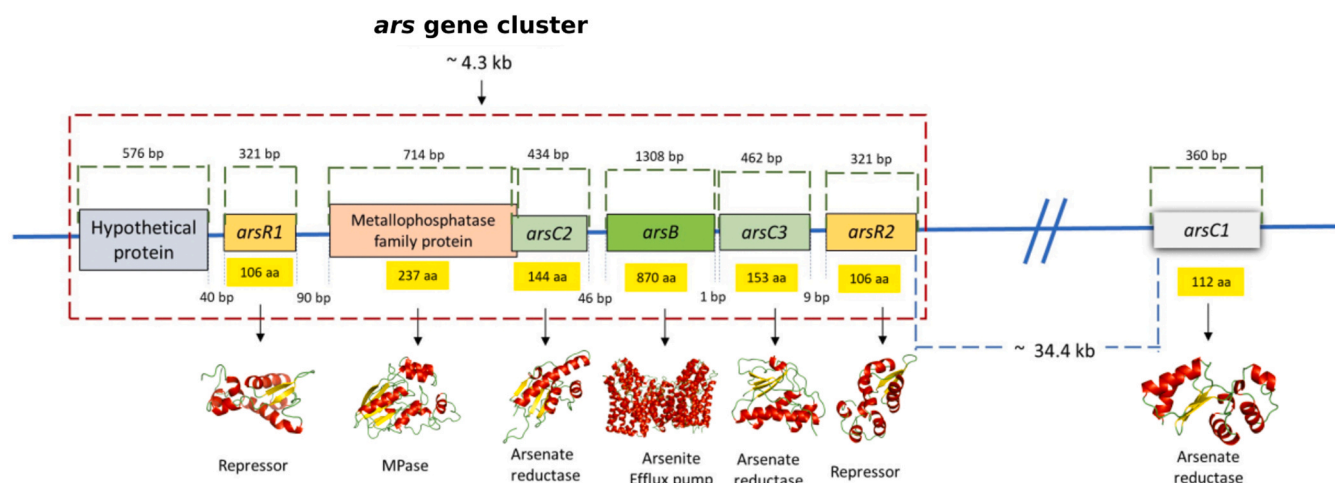 ars gene cluster
~ 4.3 kb
576 bp
321 bp
714 bp
434 bp
1308 bp
462 bp
321 bp
360 bp
Hypothetical
protein
arsR1
Metallophosphatase
family protein
arsC2
arsB
arsC3
arsR2
arsC1
106 aa
237 aa
144 aa
870 aa
153 aa
106 aa
112 aa
40 bp
90 bp
46 bp
1 bp
9 bp
~ 34.4 kb
Repressor
MPase
Arsenate
reductase
Arsenite
Efflux pump
Arsenate
reductase
Repressor
Arsenate
reductase